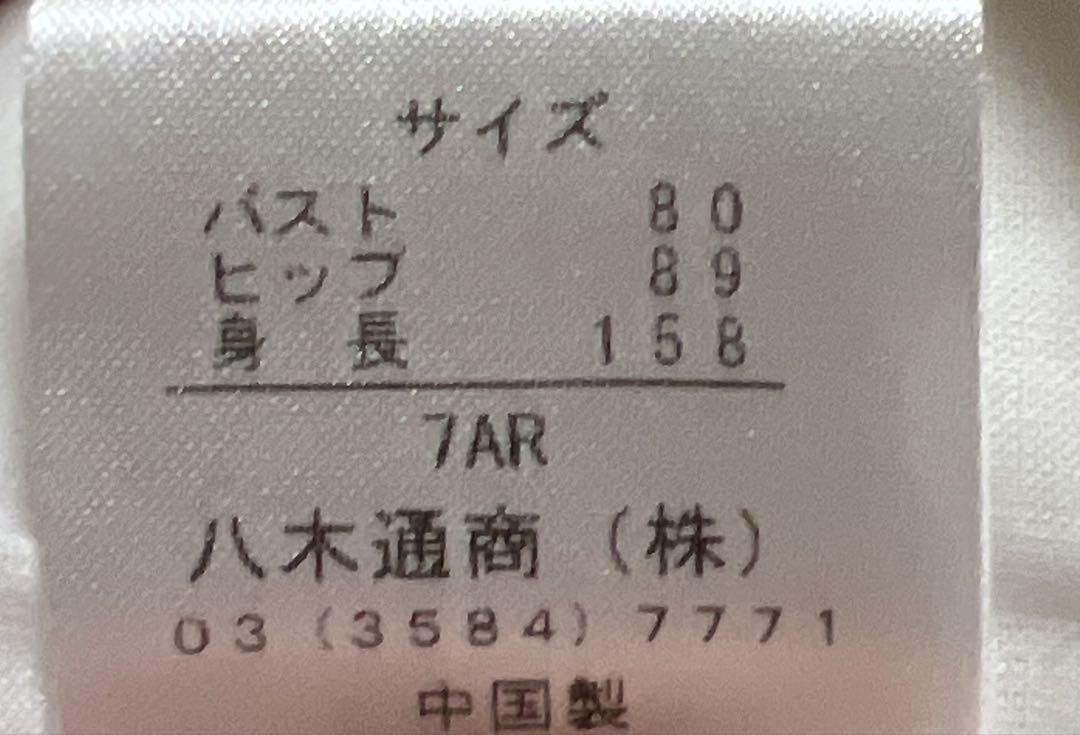 サイズ
バスト 80
ヒップ 89
身長 158
7AR
八木通商（株）
03（3584）7771
中国製